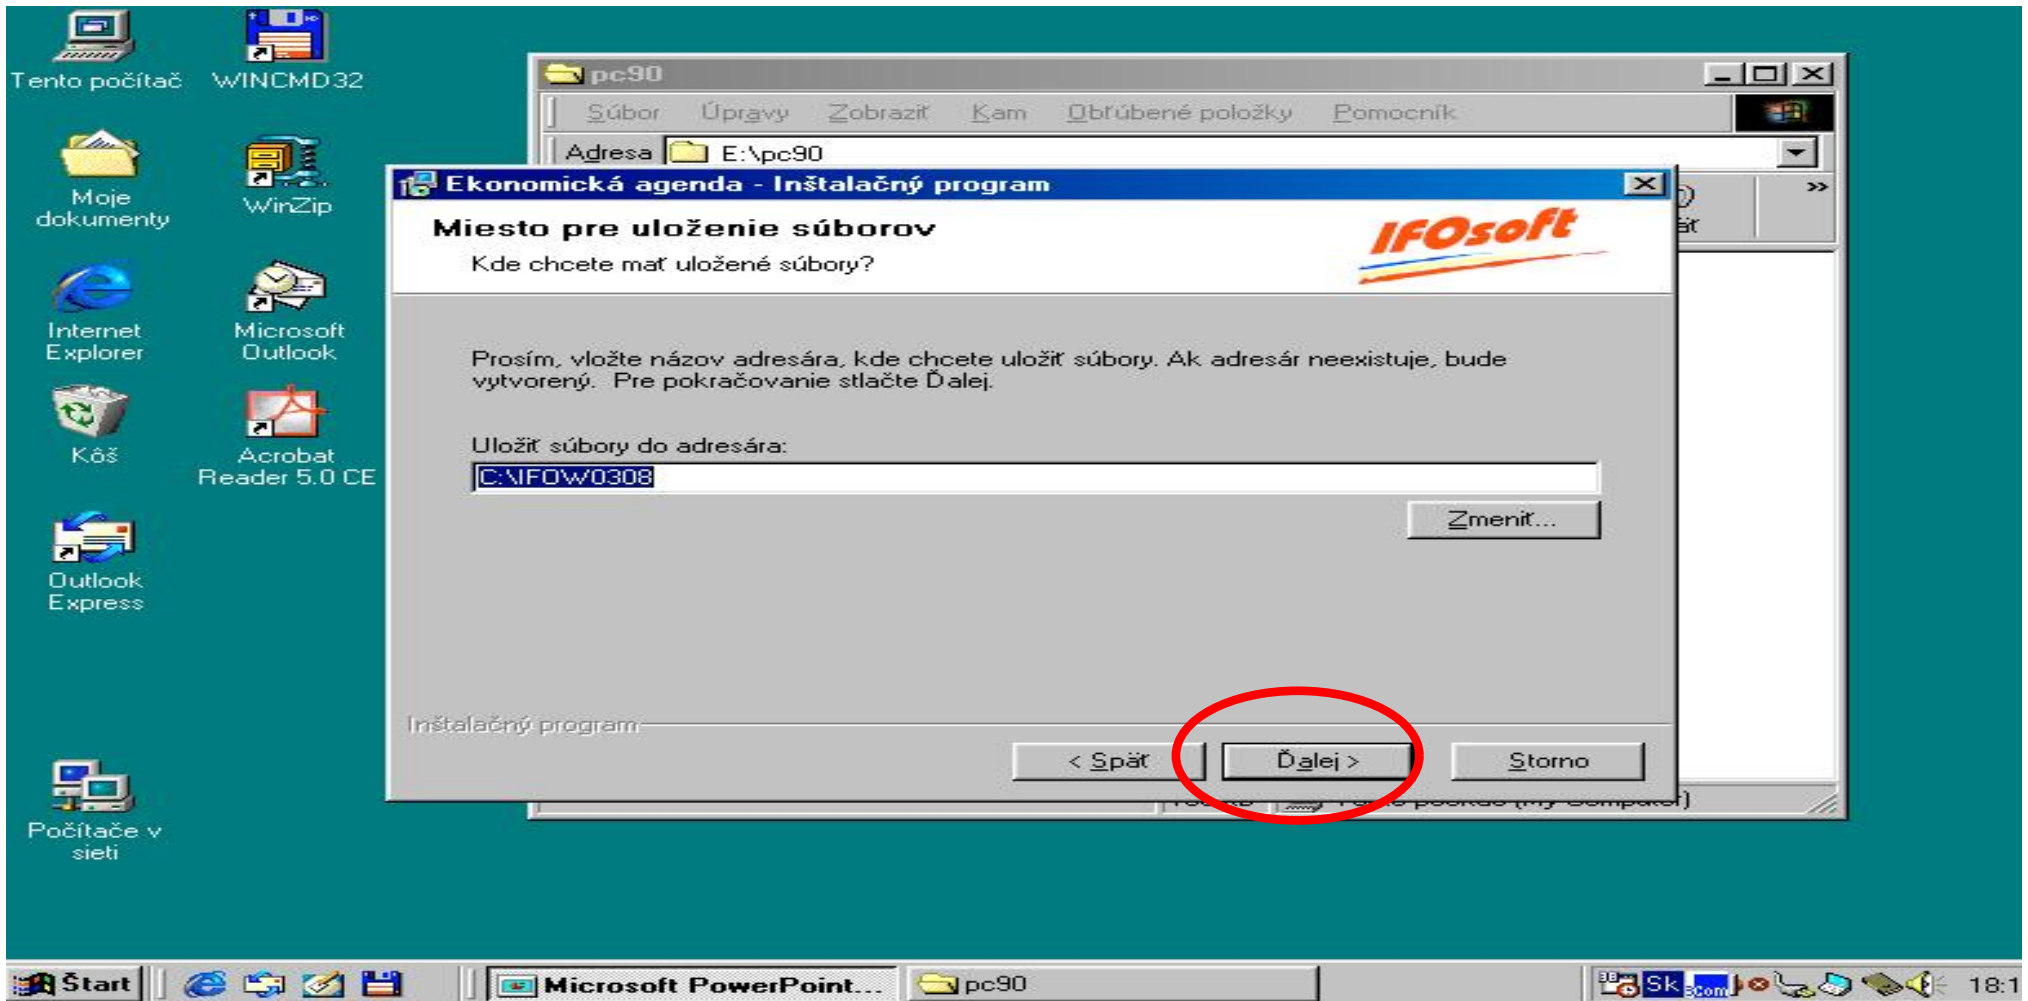 Tento počítač
WINCMD32
Moje
dokumenty
WinZip
Internet
Explorer
Microsoft
Outlook
Kôš
Acrobat
Reader 5.0 CE
Outlook
Express
Počítače v
sieti
pc90
Súbor Úpravy Zobraziť Kam Obľúbené položky Pomocník
Adresa E:\pc90
»
Ekonomická agenda - Inštalačný program
Miesto pre uloženie súborov
Kde chcete mať uložené súbory?
IFOsoft
Prosím, vložte názov adresára, kde chcete uložiť súbory. Ak adresár neexistuje, bude
vytvorený. Pre pokračovanie stlačte Ďalej.
Uložiť súbory do adresára:
C:\IFOW0308
Zmeniť...
Inštalačný program
< Späť Ďalej > Storno
Štart
Microsoft PowerPoint...
pc90
Sk
18:1